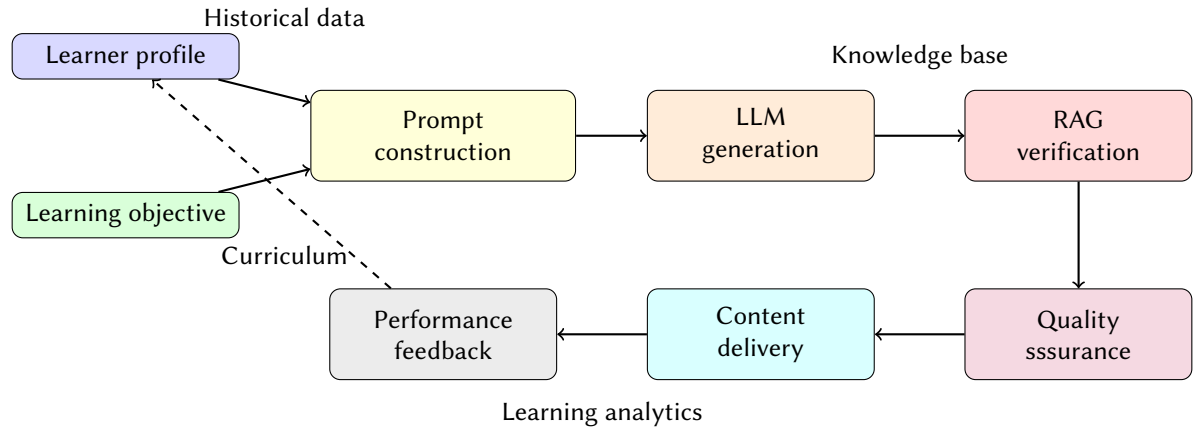 Historical data
Learner profile
Knowledge base
Prompt
construction
LLM
generation
RAG
verification
Learning objective
Curriculum
Performance
feedback
Content
delivery
Quality
sssurance
Learning analytics